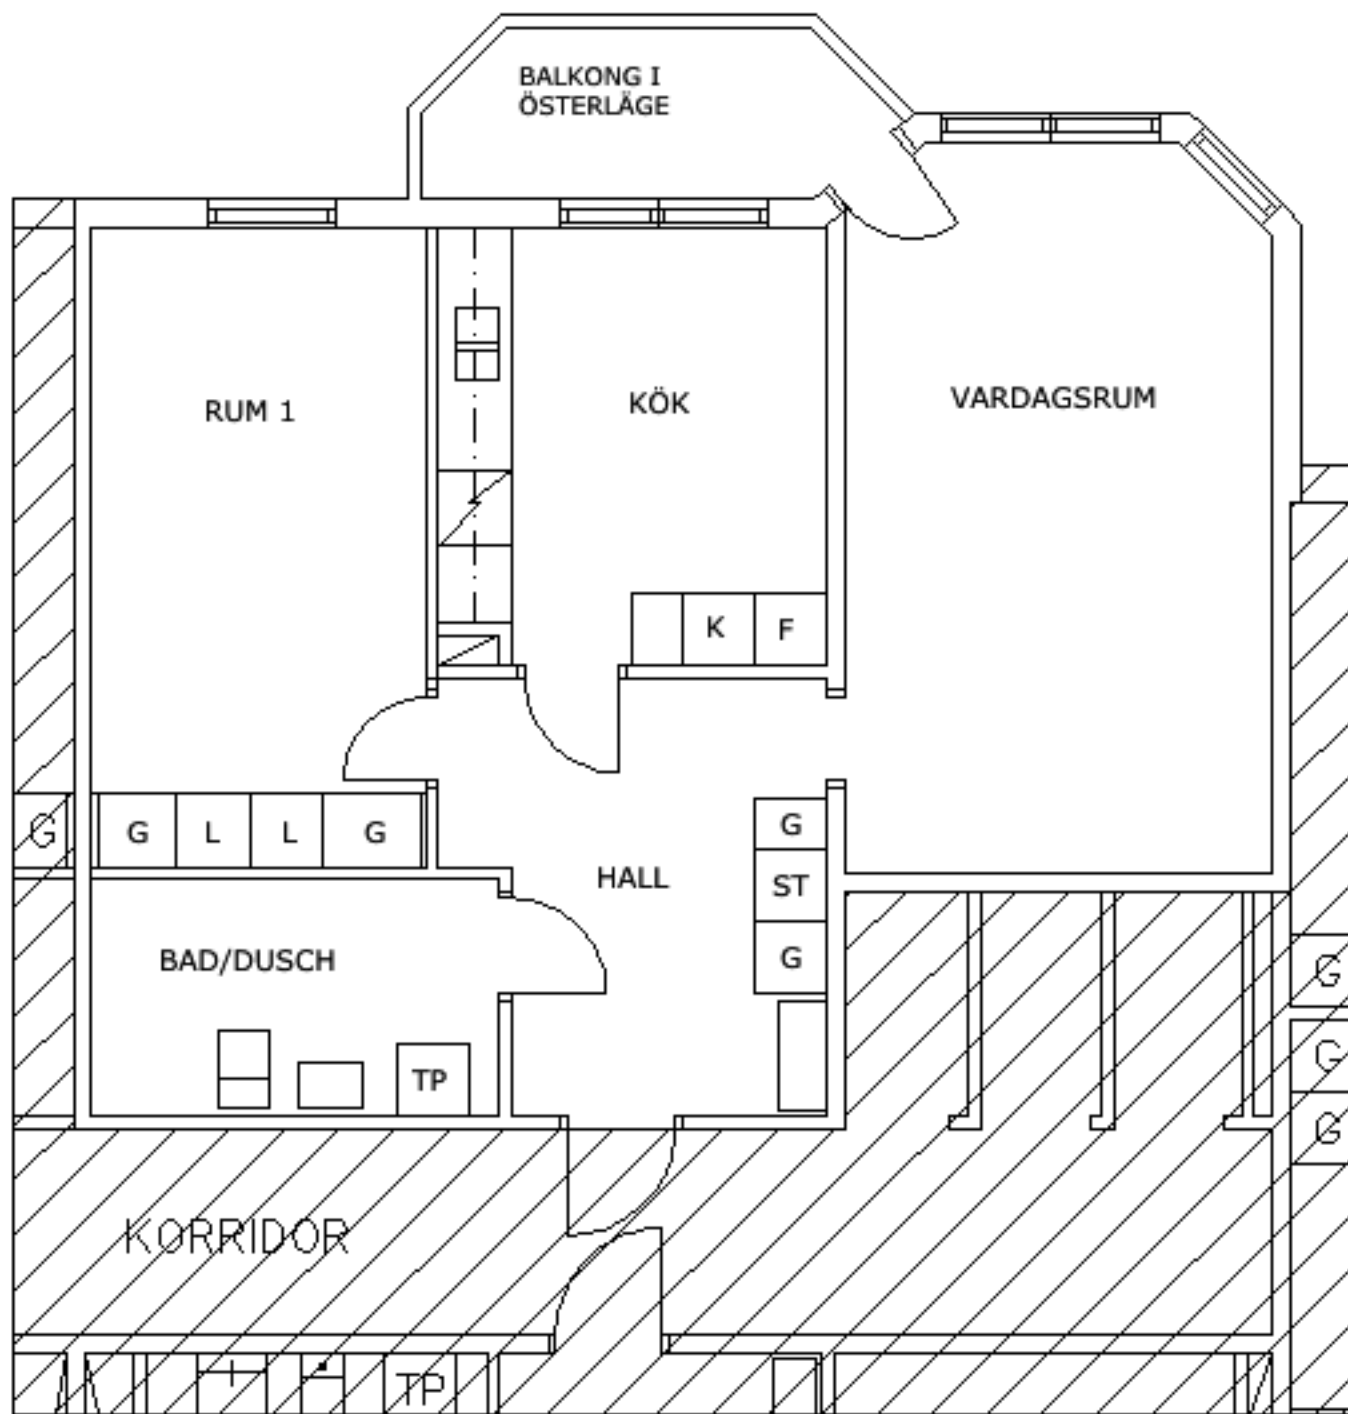 BALKONG I
ÖSTERLÄGE
RUM 1
KÖK
VARDAGSRUM
K F
G
G L L G
G
HALL
ST
BAD/DUSCH
G
G
G
TP
G
KORRIDOR
TP